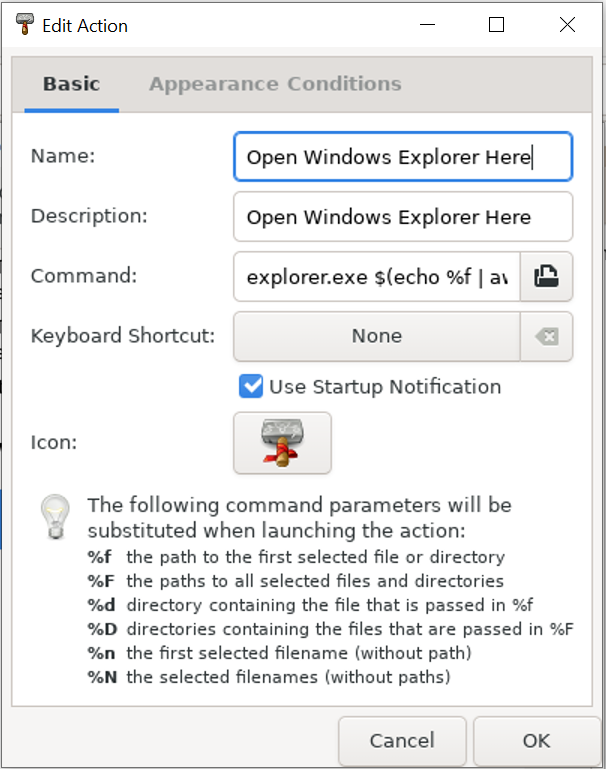 Edit Action
Basic Appearance Conditions
Name: Open Windows Explorer Here
Description: Open Windows Explorer Here
Command: explorer.exe $(echo %f |
Keyboard Shortcut: None
Use Startup Notification
Icon:
The following command parameters will be
substituted when launching the action:
%f the path to the first selected file or directory
%F the paths to all selected files and directories
%d directory containing the file that is passed in %f
%D directories containing the files that are passed in %F
%n the first selected filename (without path)
%N the selected filenames (without paths)
Cancel OK